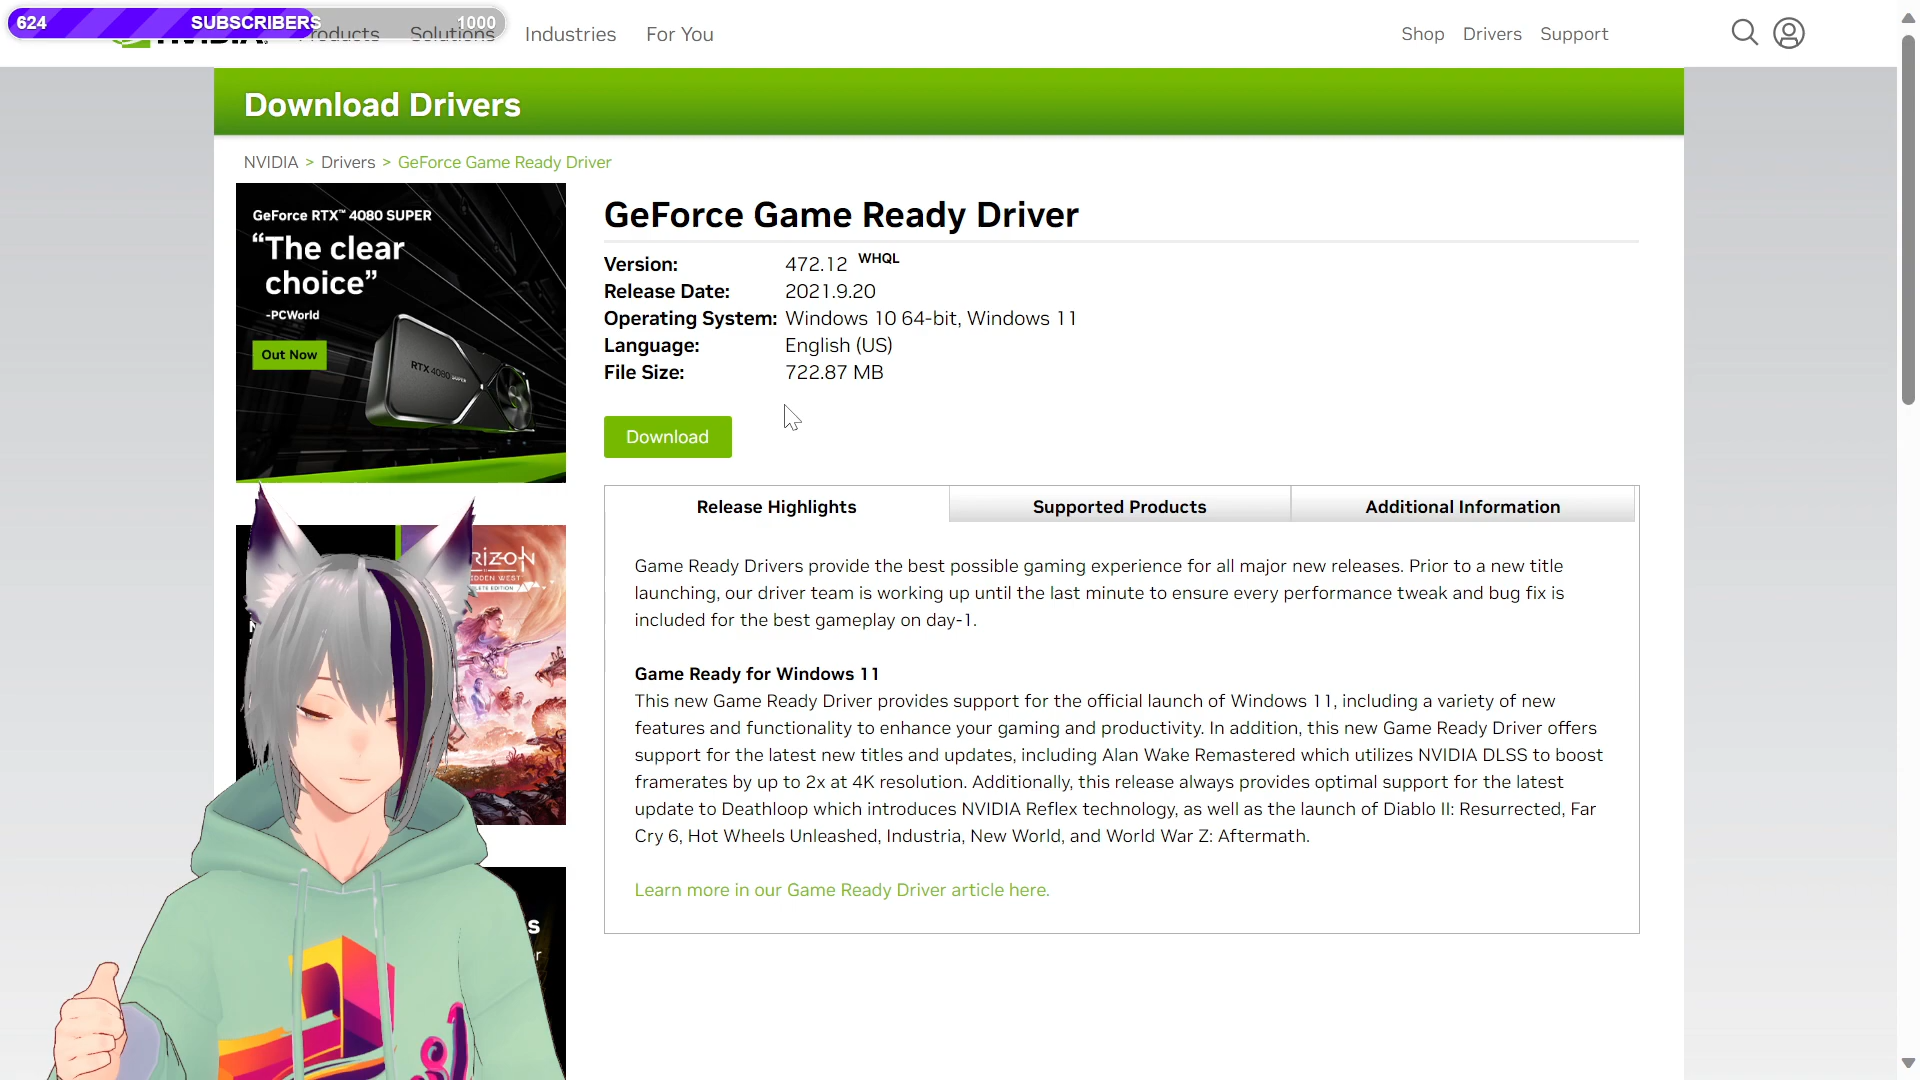 624 SUBSCRIBERS 1000
NVIDIA. Products Solutions Industries For You Shop Drivers Support
Download Drivers
NVIDIA > Drivers > GeForce Game Ready Driver
GeForce RTX™ 4080 SUPER
“The clear
choice”
-PCWorld
Out Now
RTX 4080 SUPER
GeForce Game Ready Driver
Version: 472.12 WHQL
Release Date: 2021.9.20
Operating System: Windows 10 64-bit, Windows 11
Language: English (US)
File Size: 722.87 MB
Download
Release Highlights Supported Products Additional Information
Game Ready Drivers provide the best possible gaming experience for all major new releases. Prior to a new title
launching, our driver team is working up until the last minute to ensure every performance tweak and bug fix is
included for the best gameplay on day-1.
Game Ready for Windows 11
This new Game Ready Driver provides support for the official launch of Windows 11, including a variety of new
features and functionality to enhance your gaming and productivity. In addition, this new Game Ready Driver offers
support for the latest new titles and updates, including Alan Wake Remastered which utilizes NVIDIA DLSS to boost
framerates by up to 2x at 4K resolution. Additionally, this release always provides optimal support for the latest
update to Deathloop which introduces NVIDIA Reflex technology, as well as the launch of Diablo II: Resurrected, Far
Cry 6, Hot Wheels Unleashed, Industria, New World, and World War Z: Aftermath.
Learn more in our Game Ready Driver article here.